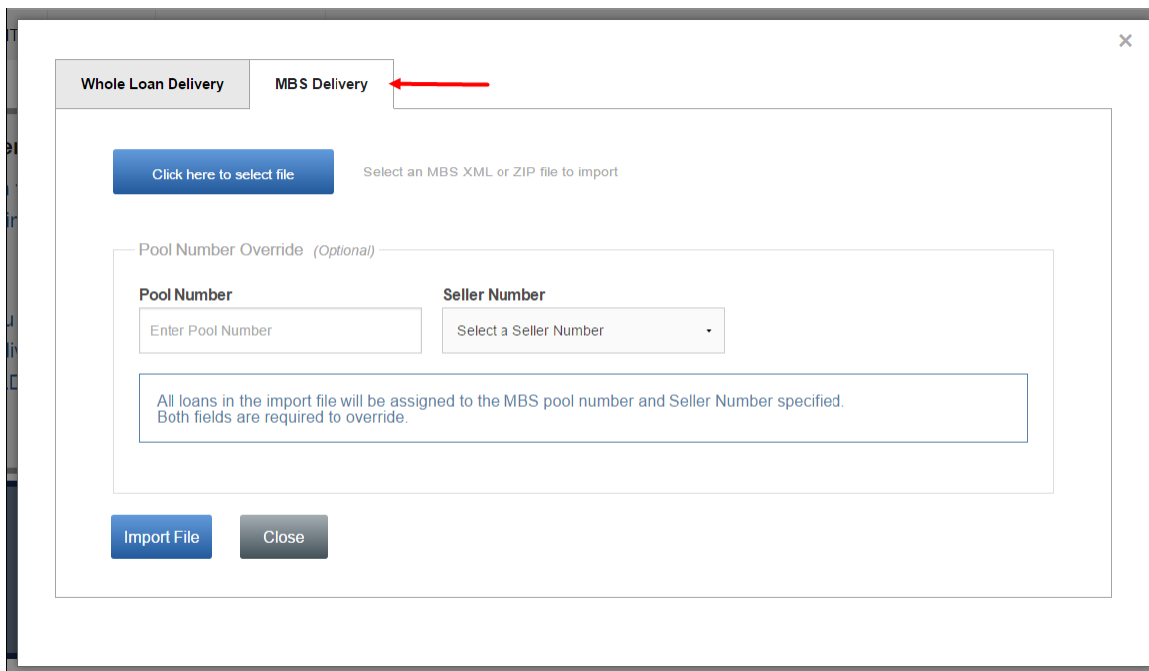 ×
Whole Loan Delivery
MBS Delivery
Click here to select file
Select an MBS XML or ZIP file to import
Pool Number Override (Optional)
Pool Number
Seller Number
Enter Pool Number
Select a Seller Number
All loans in the import file will be assigned to the MBS pool number and Seller Number specified.
Both fields are required to override.
Import File
Close